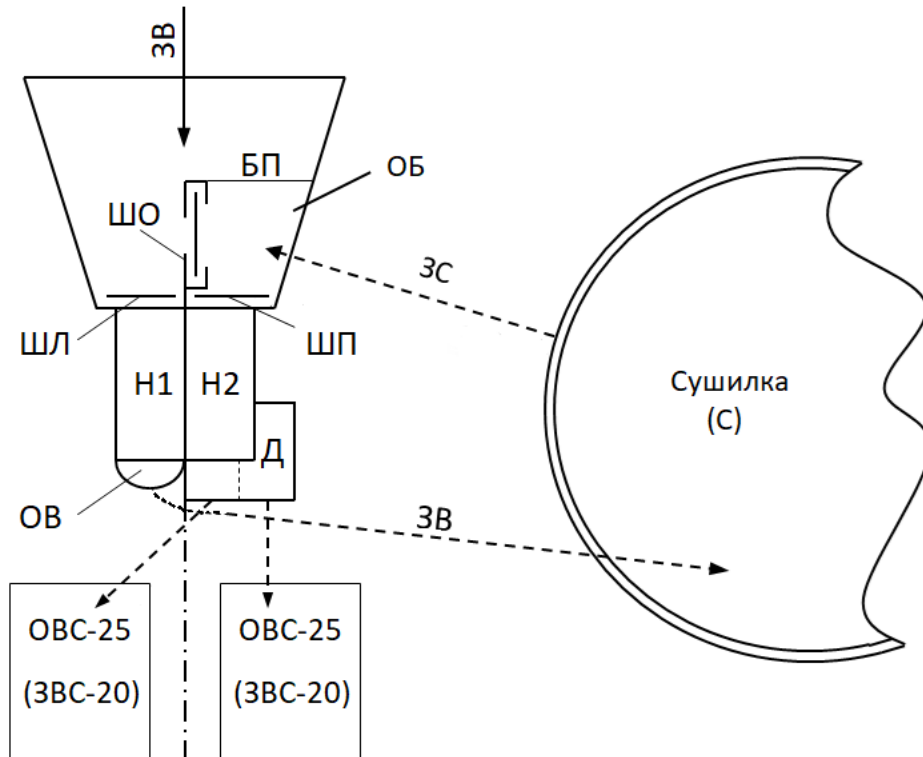 ЗВ
БП
ОБ
ШО
ЗС
ШЛ
ШП
Н1
Н2
Сушилка
(С)
Д
ОВ
ЗВ
ОВС-25
(ЗВС-20)
ОВС-25
(ЗВС-20)